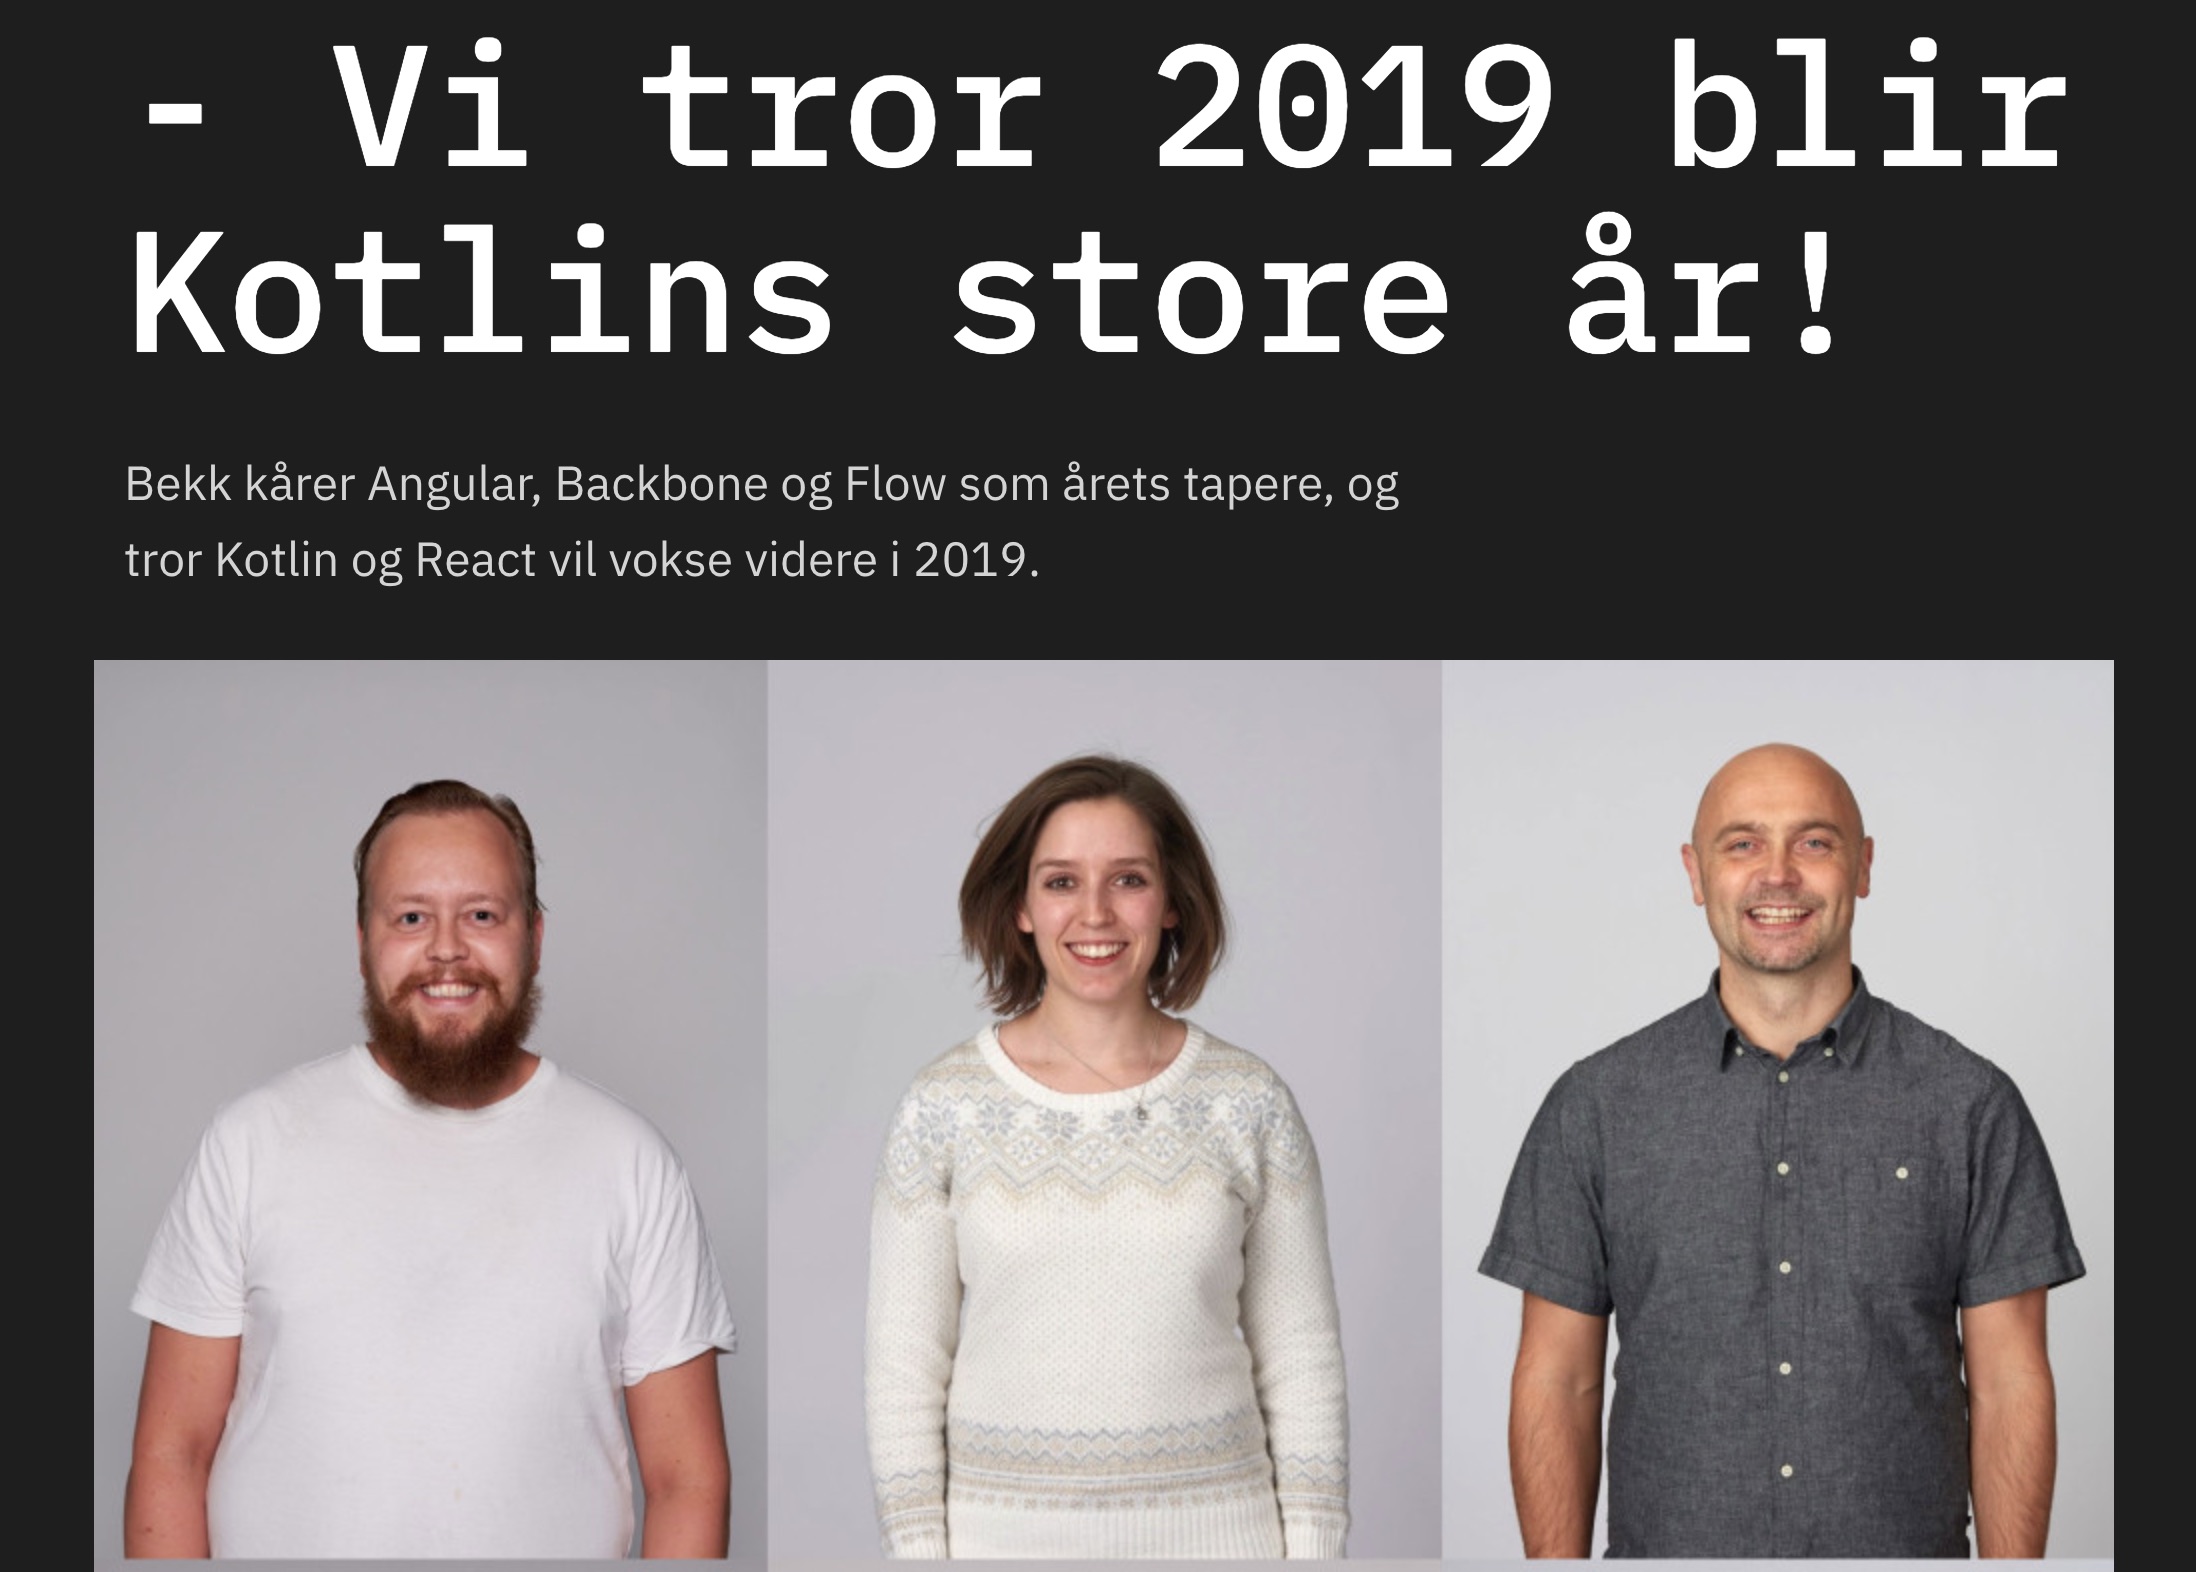 - Vi tror 2019 blir
Kotlins store år!
Bekk kårer Angular, Backbone og Flow som årets tapere, og
tror Kotlin og React vil vokse videre i 2019.